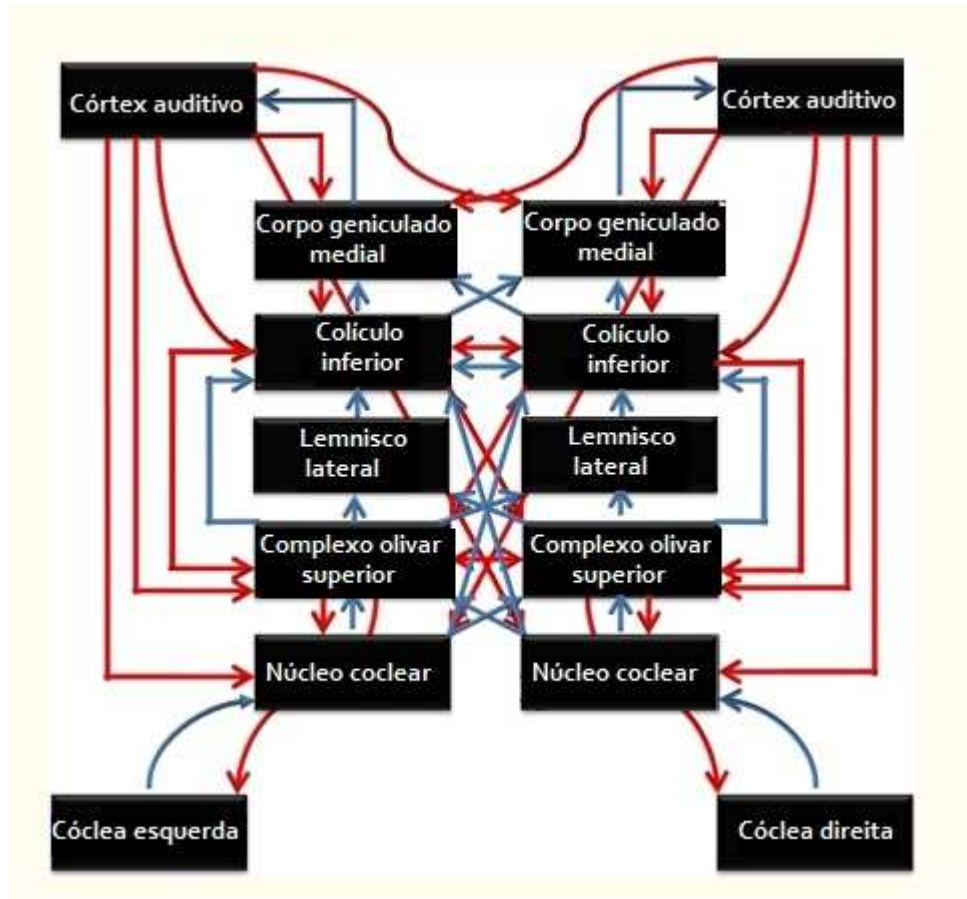 Córtex auditivo
Córtex auditivo
Corpo geniculado
medial
Corpo geniculado
medial
Colículo
inferior
Colículo
inferior
Lemnisco
lateral
Lemnisco
lateral
Complexo olivar
superior
Complexo olivar
superior
Núcleo coclear
Núcleo coclear
Cóclea esquerda
Cóclea direita